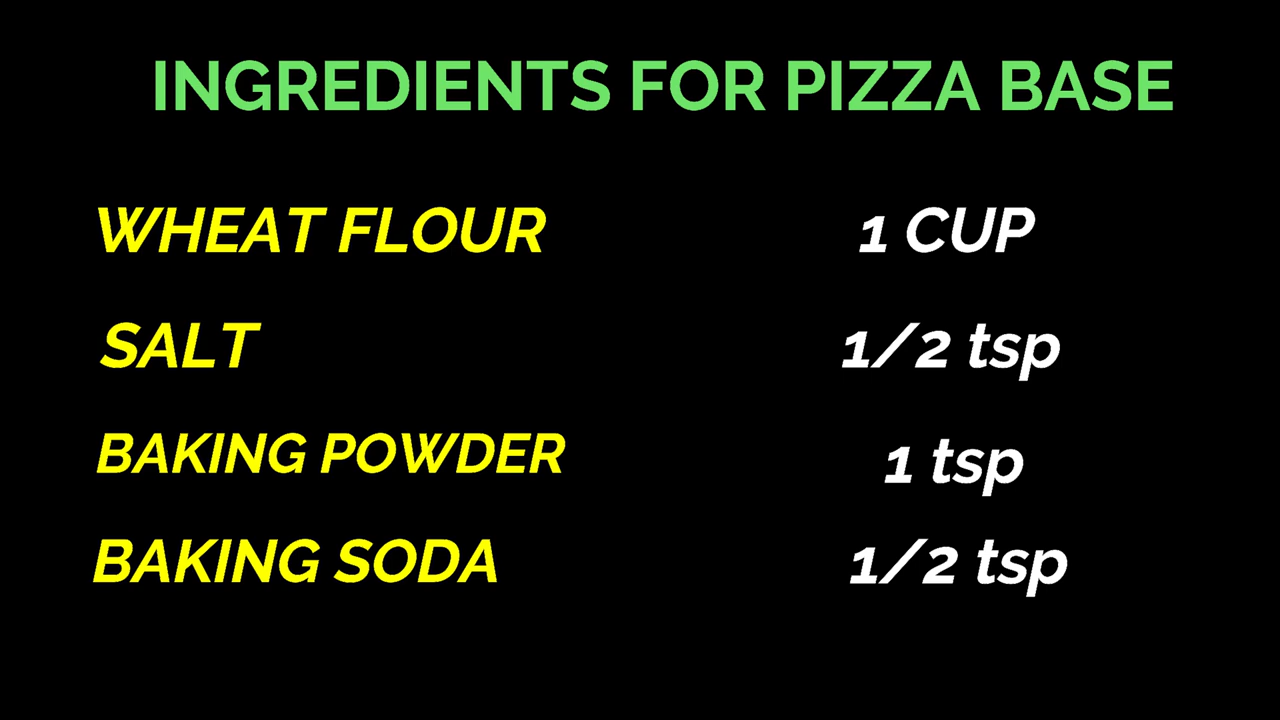 INGREDIENTS FOR PIZZA BASE
WHEAT FLOUR 1 CUP
SALT 1/2 tsp
BAKING POWDER 1 tsp
BAKING SODA 1/2 tsp